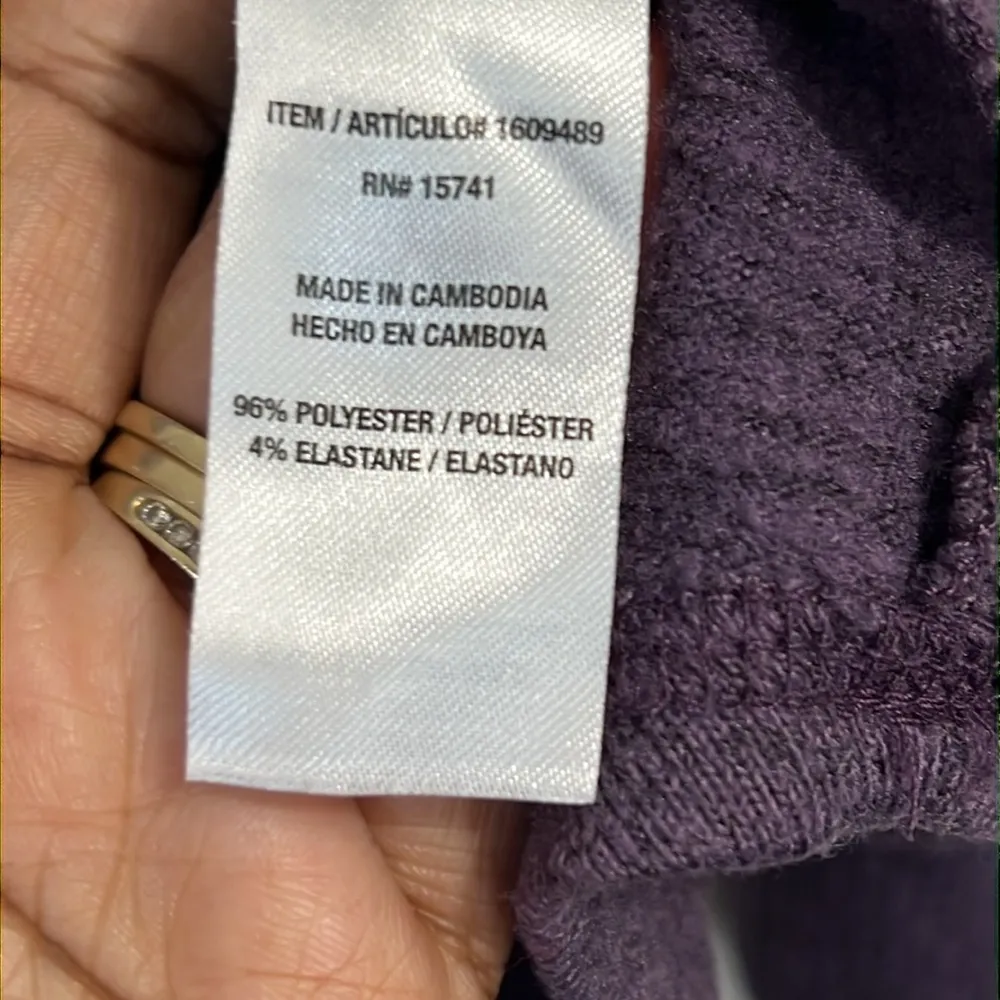 ITEM / ARTÍCULO# 1609489
RN# 15741
MADE IN CAMBODIA
HECHO EN CAMBOYA
96% POLYESTER / POLIÉSTER
4% ELASTANE / ELASTANO